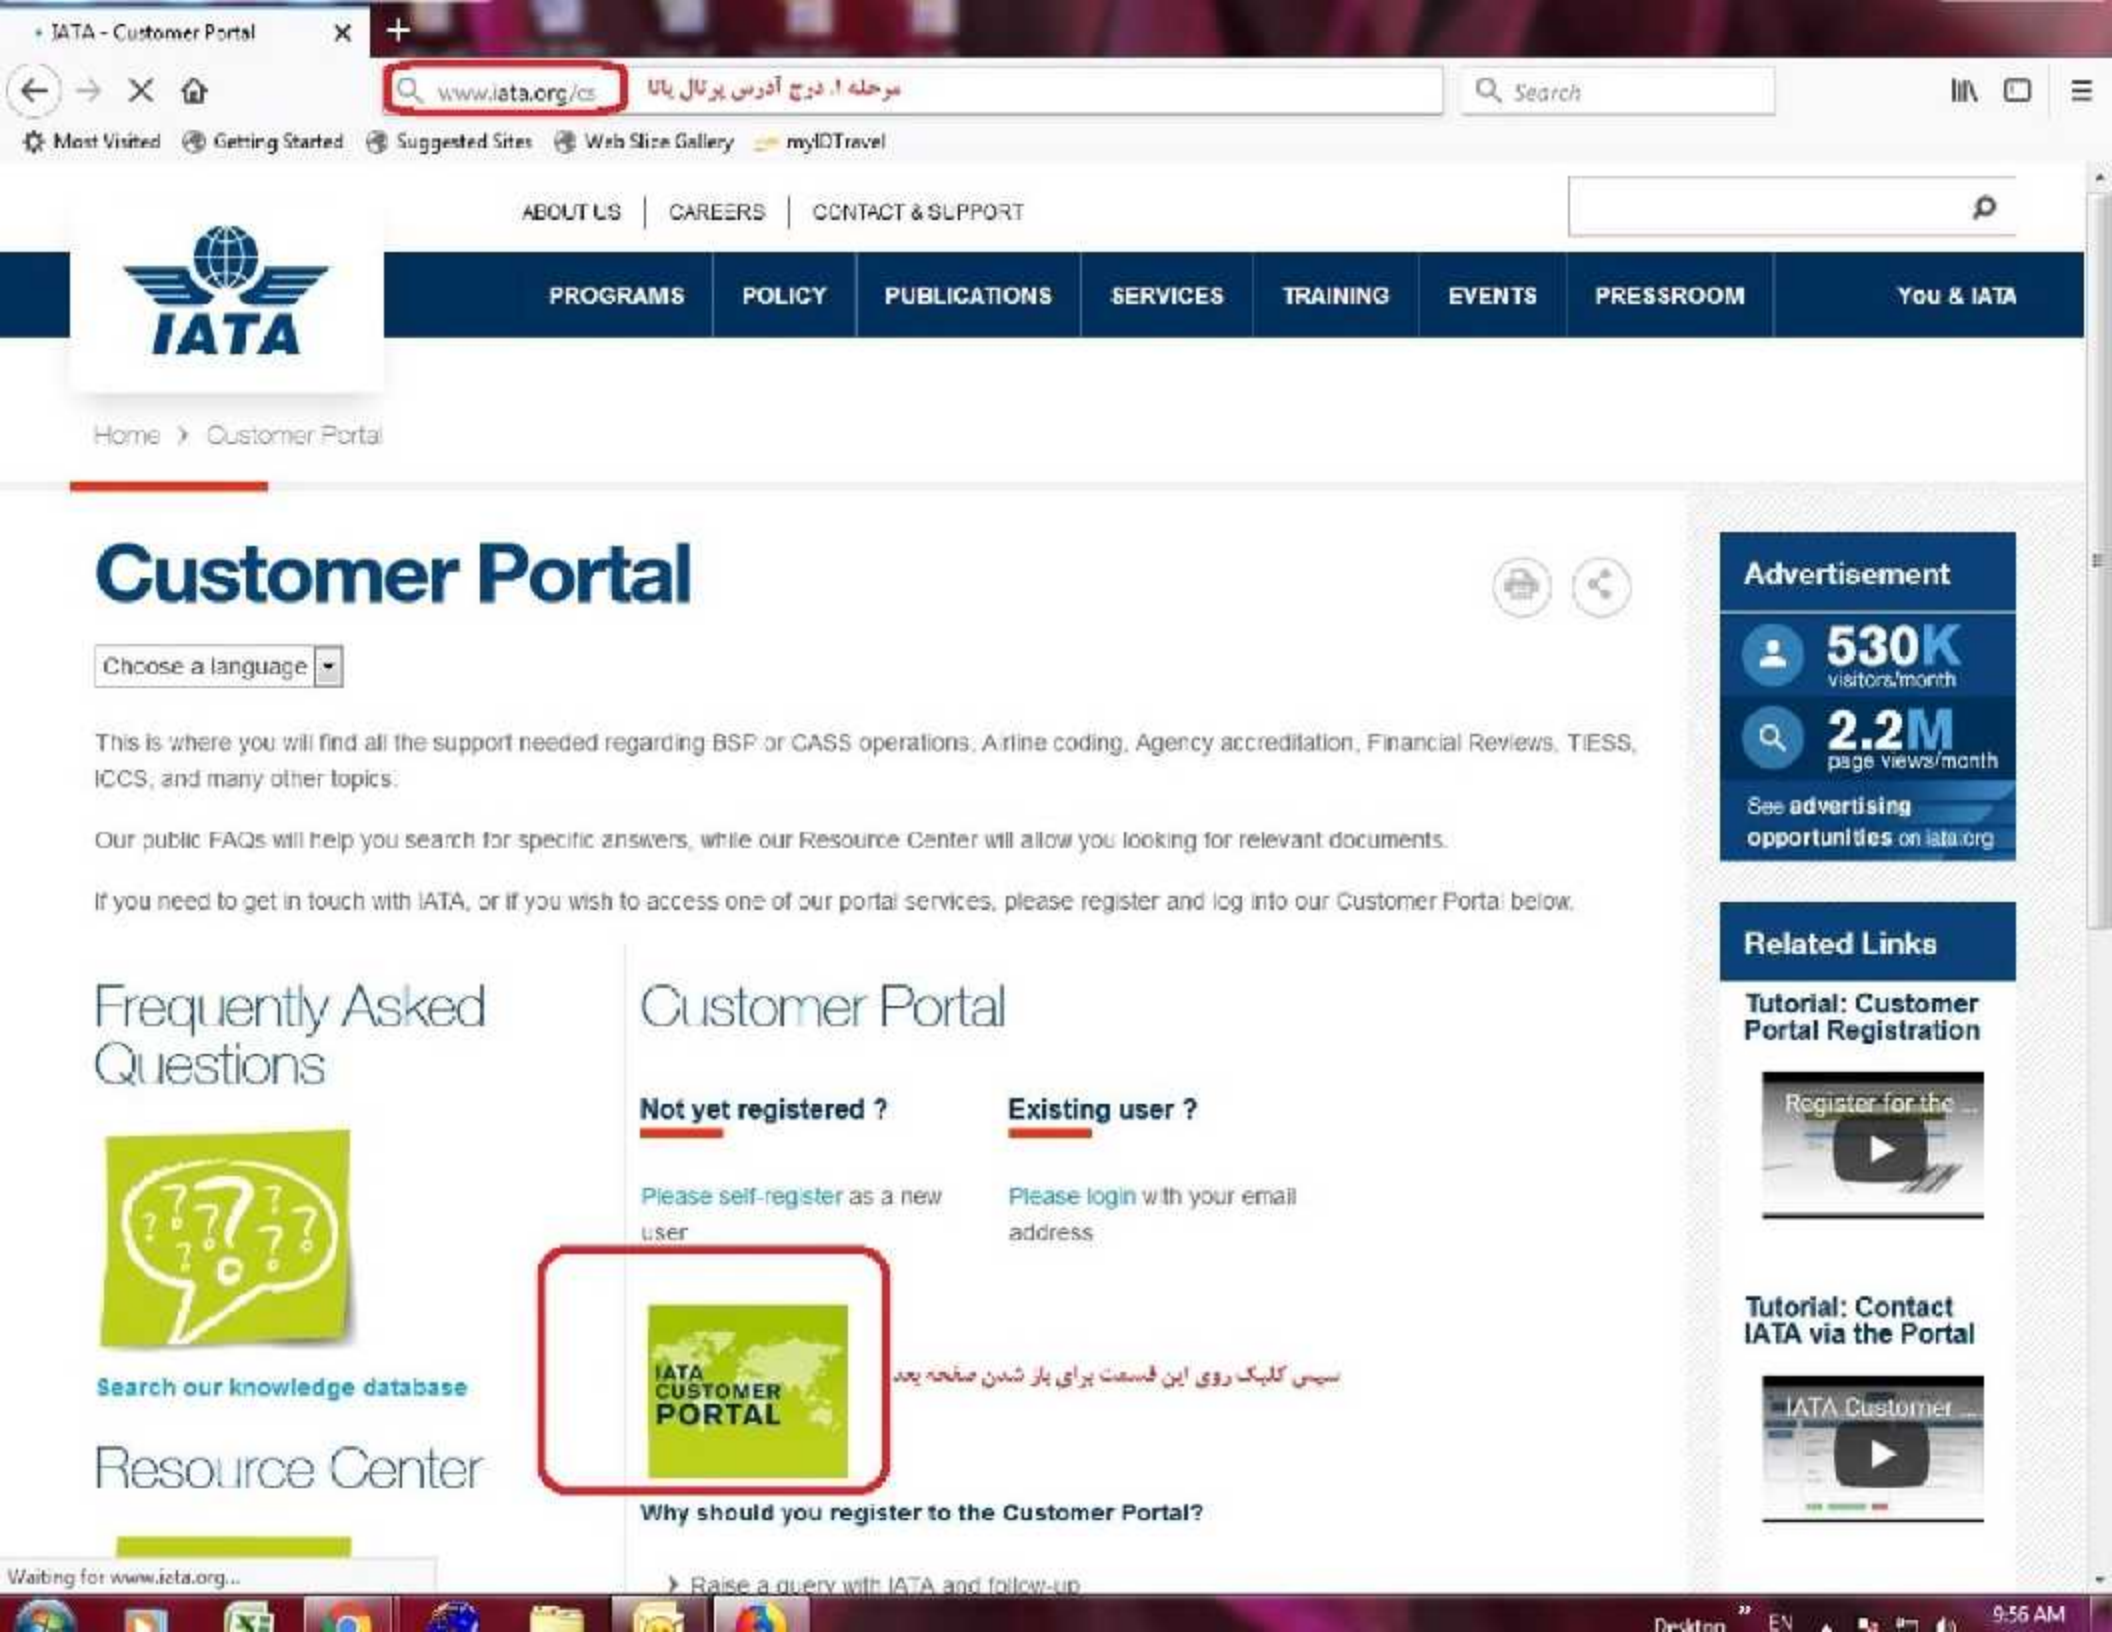 IATA - Customer Portal
www.iata.org/cs
مرحله ۱. درج آدرس پرتال یاتا
Search
Most Visited Getting Started Suggested Sites Web Slice Gallery myIDTravel
ABOUT US CAREERS CONTACT & SUPPORT
IATA
PROGRAMS POLICY PUBLICATIONS SERVICES TRAINING EVENTS PRESSROOM You & IATA
Home > Customer Portal
Customer Portal
Choose a language
This is where you will find all the support needed regarding BSP or CASS operations, Airline coding, Agency accreditation, Financial Reviews, TIESS,
ICCS, and many other topics.
Our public FAQs will help you search for specific answers, while our Resource Center will allow you looking for relevant documents.
If you need to get in touch with IATA, or if you wish to access one of our portal services, please register and log into our Customer Portal below.
Frequently Asked
Questions
Search our knowledge database
Resource Center
Customer Portal
Not yet registered ?
Please self-register as a new
user
Existing user ?
Please login with your email
address
IATA
CUSTOMER
PORTAL
سپس کلیک روی این قسمت برای باز شدن صفحه بعد
Why should you register to the Customer Portal?
> Raise a query with IATA and follow-up
Advertisement
530K
visitors/month
2.2M
page views/month
See advertising
opportunities on iata.org
Related Links
Tutorial: Customer
Portal Registration
Register for the ...
Tutorial: Contact
IATA via the Portal
IATA Customer ...
Waiting for www.iata.org...
Desktop » EN 9:56 AM